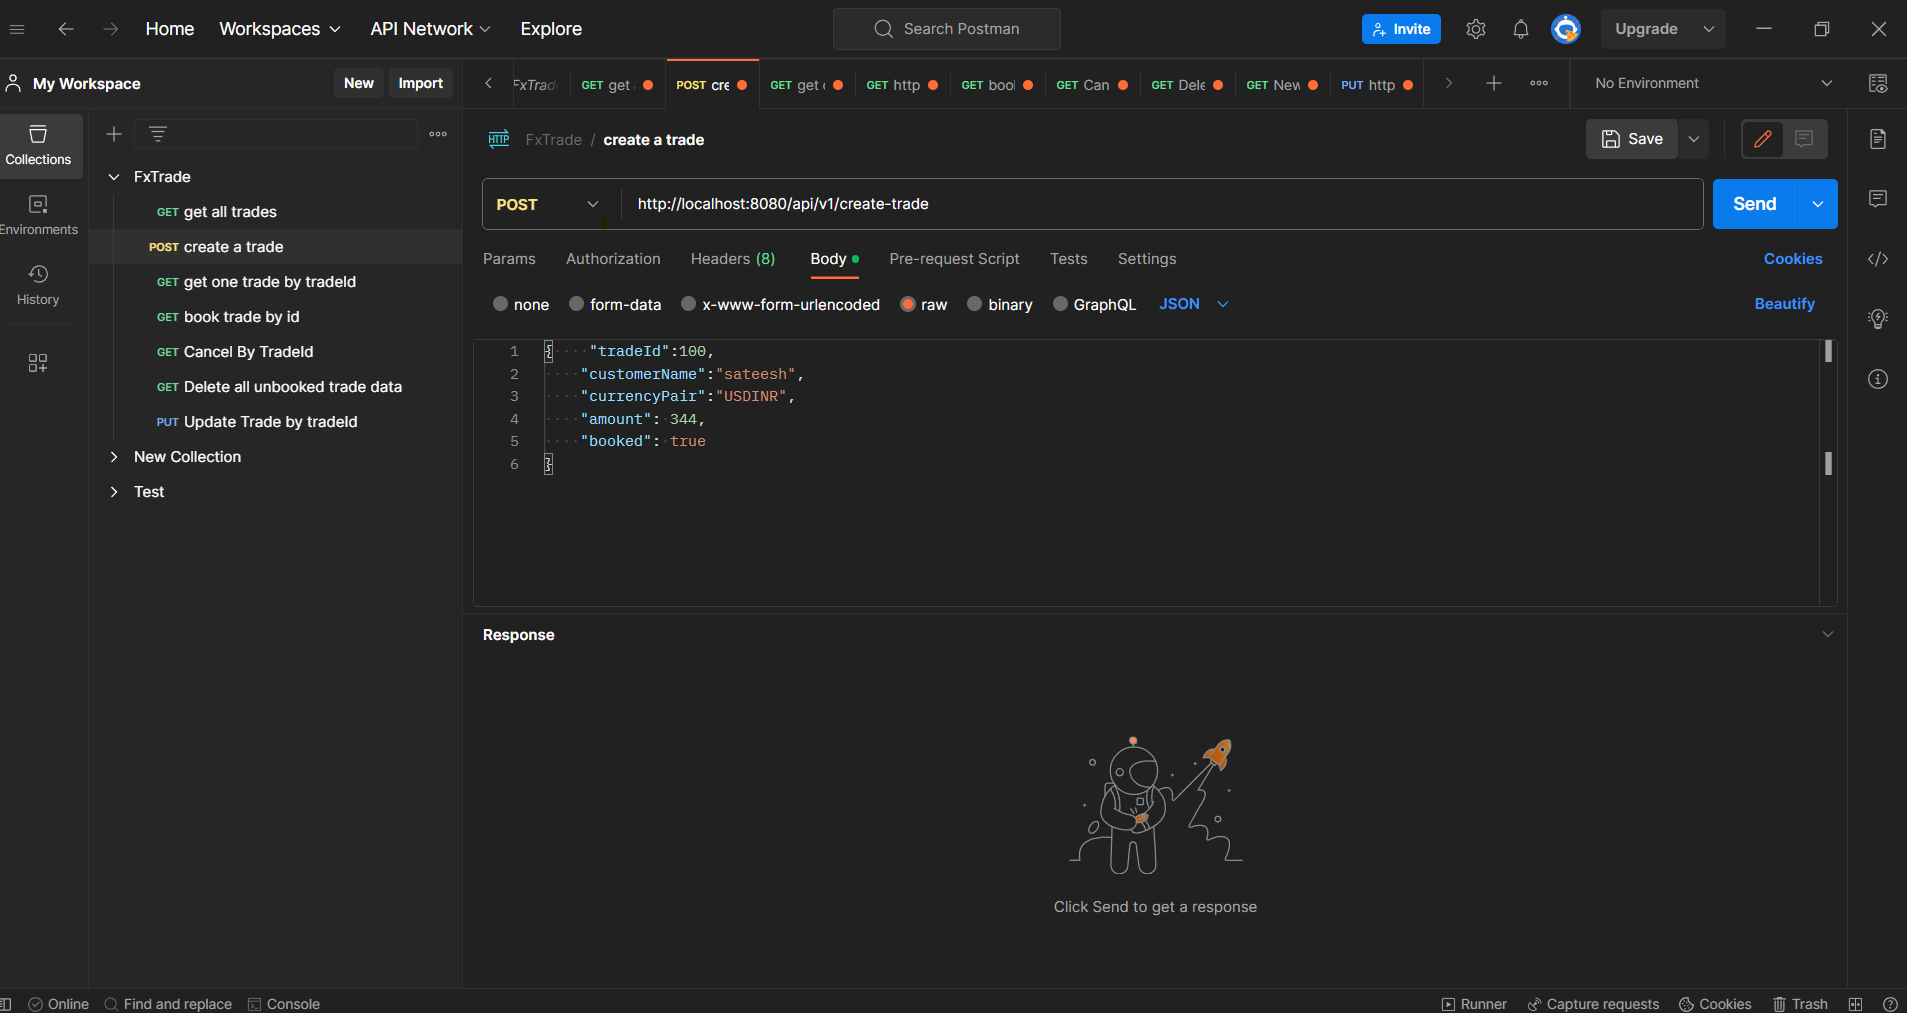 Home Workspaces API Network Explore Search Postman Invite Upgrade
My Workspace New Import FxTrade GET get POST cre GET get GET http GET bool GET Can GET Dele GET New PUT http No Environment
Collections
Environments
History
FxTrade
GET get all trades
POST create a trade
GET get one trade by tradeId
GET book trade by id
GET Cancel By TradeId
GET Delete all unbooked trade data
PUT Update Trade by tradeId
New Collection
Test
HTTP FxTrade / create a trade Save
POST http://localhost:8080/api/v1/create-trade Send
Params Authorization Headers (8) Body Pre-request Script Tests Settings Cookies
none form-data x-www-form-urlencoded raw binary GraphQL JSON Beautify
1 { "tradeId":100,
2 "customerName":"sateesh",
3 "currencyPair":"USDINR",
4 "amount": 344,
5 "booked": true
6 }
Response
Click Send to get a response
Online Find and replace Console Runner Capture requests Cookies Trash